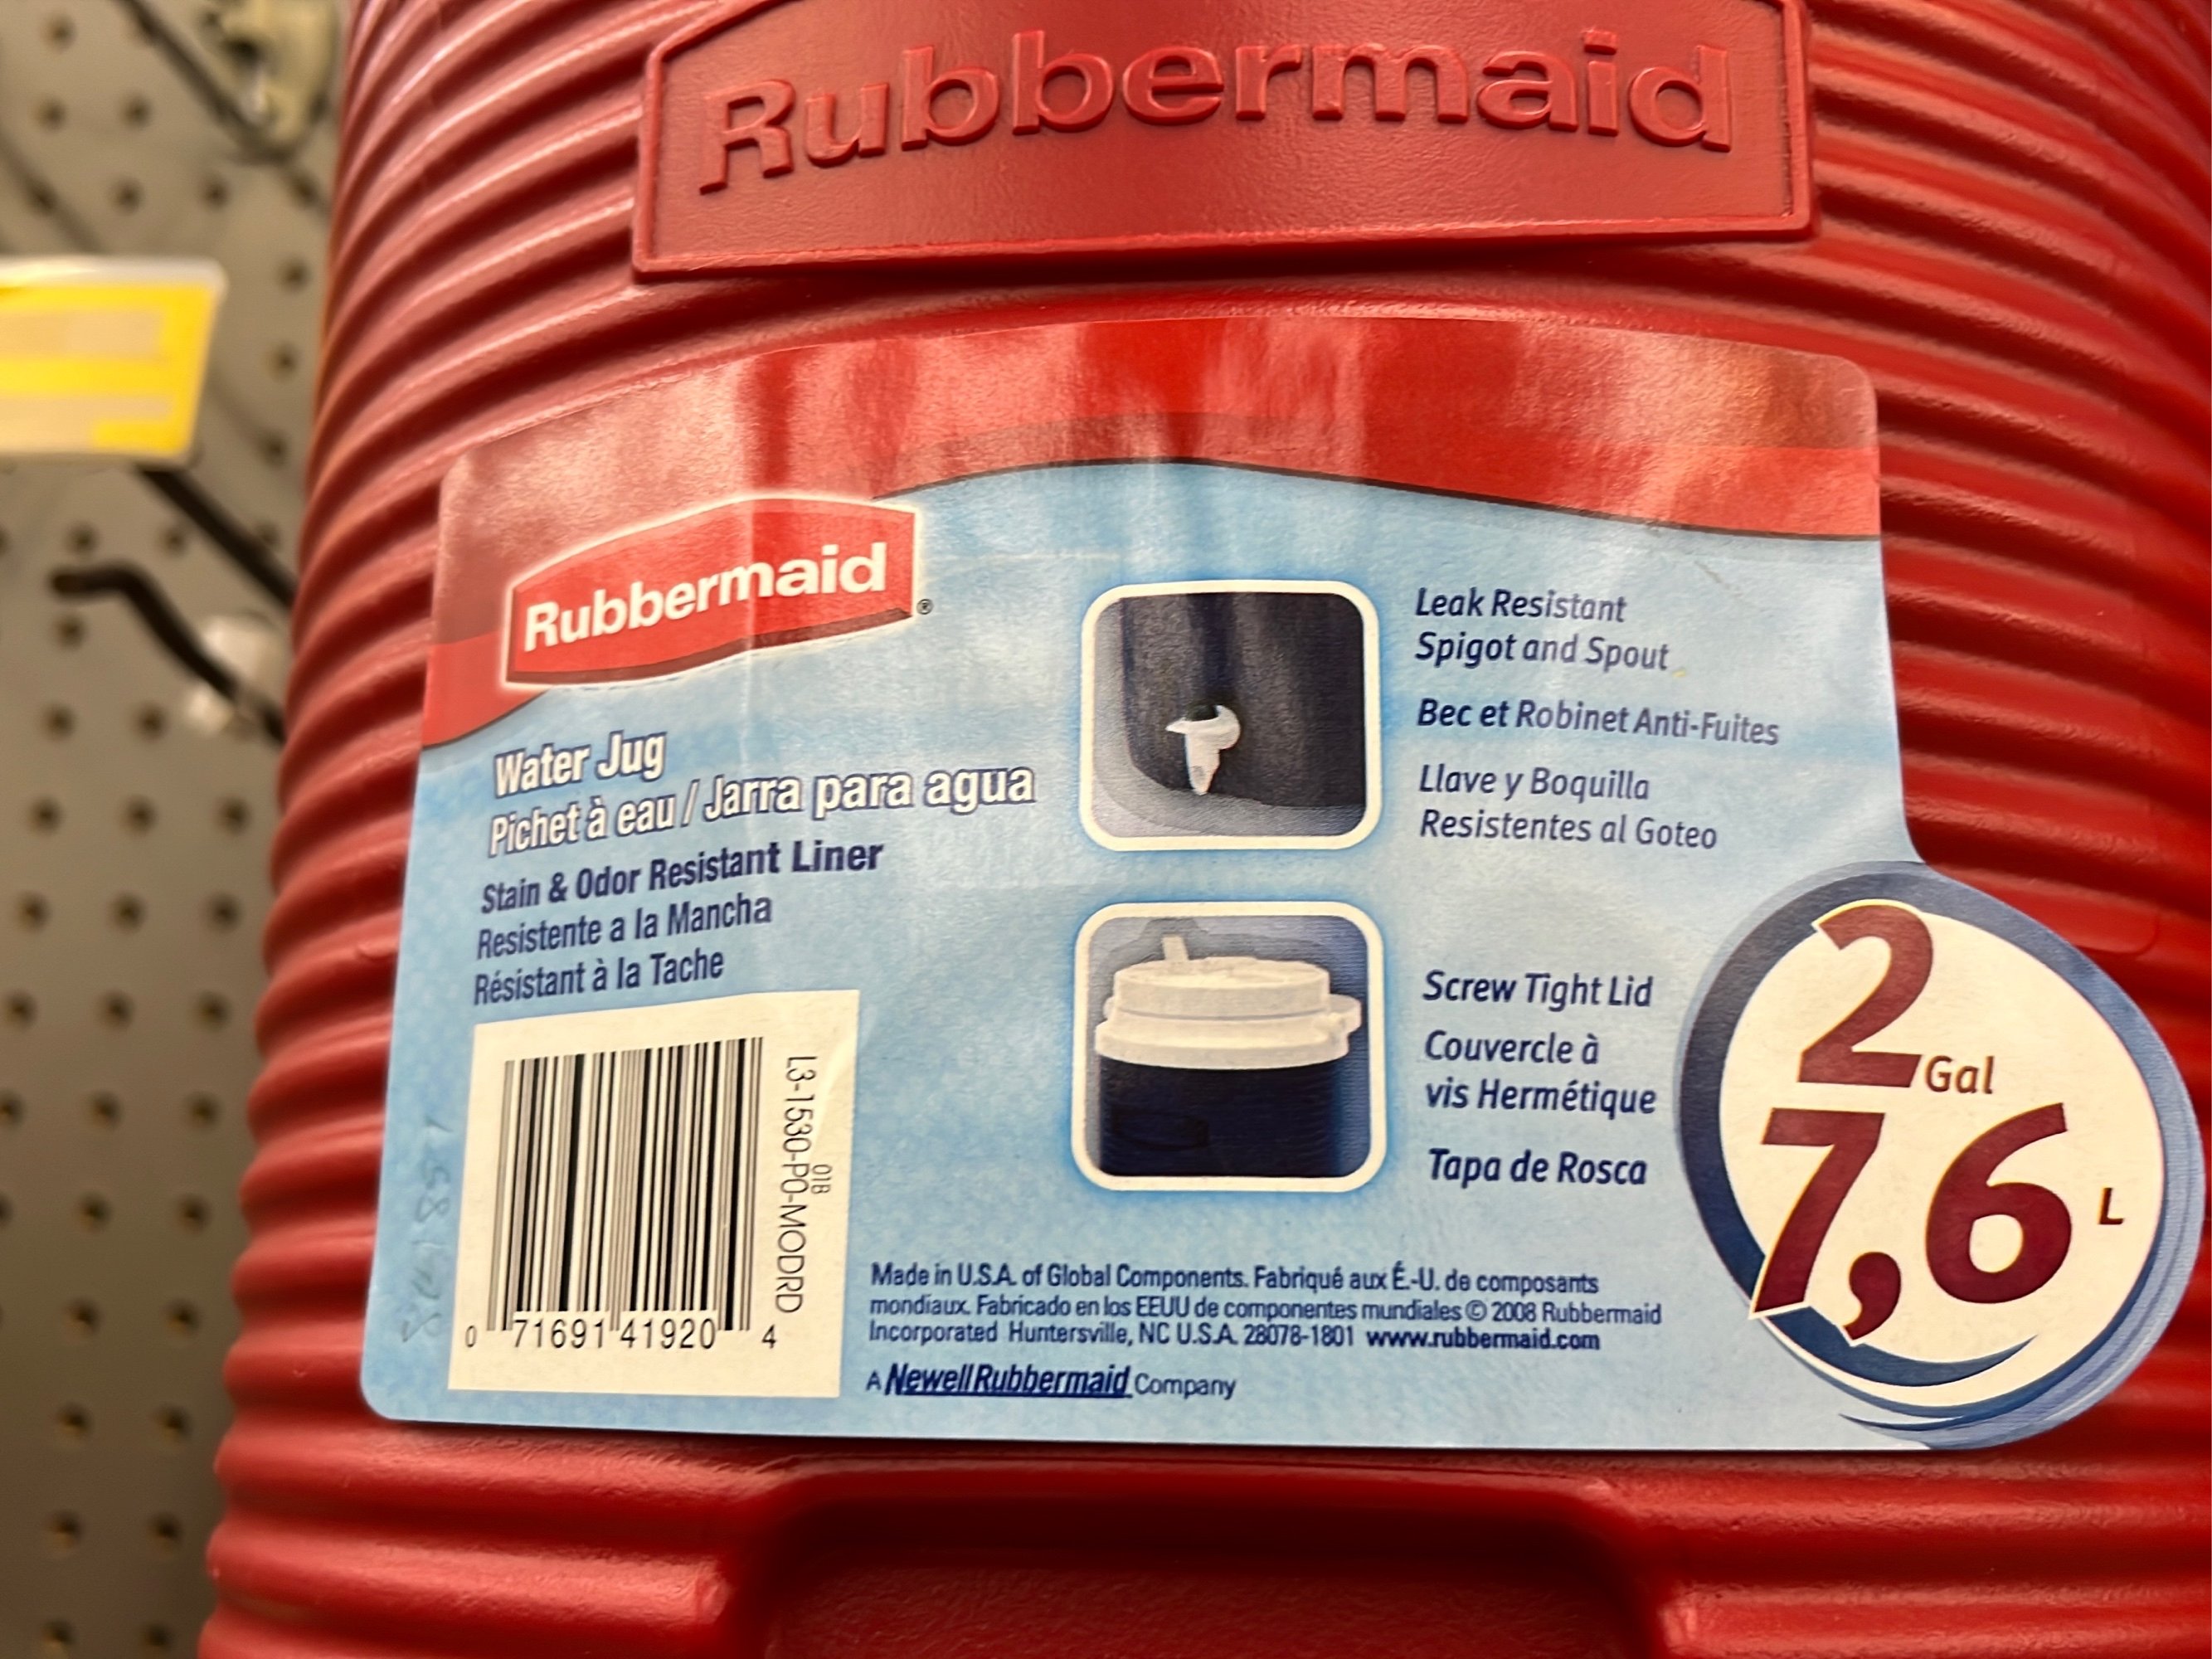 Rubbermaid
Rubbermaid®
Water Jug
Pichet à eau / Jarra para agua
Stain & Odor Resistant Liner
Resistente a la Mancha
Résistant à la Tache
Leak Resistant
Spigot and Spout
Bec et Robinet Anti-Fuites
Llave y Boquilla
Resistentes al Goteo
Screw Tight Lid
Couvercle à
vis Hermétique
Tapa de Rosca
2 Gal
7,6 L
L3-1530-P0-MODRD
01B
0 71691 41920 4
Made in U.S.A. of Global Components. Fabriqué aux É.-U. de composants
mondiaux. Fabricado en los EEUU de componentes mundiales © 2008 Rubbermaid
Incorporated Huntersville, NC U.S.A. 28078-1801 www.rubbermaid.com
A Newell Rubbermaid Company